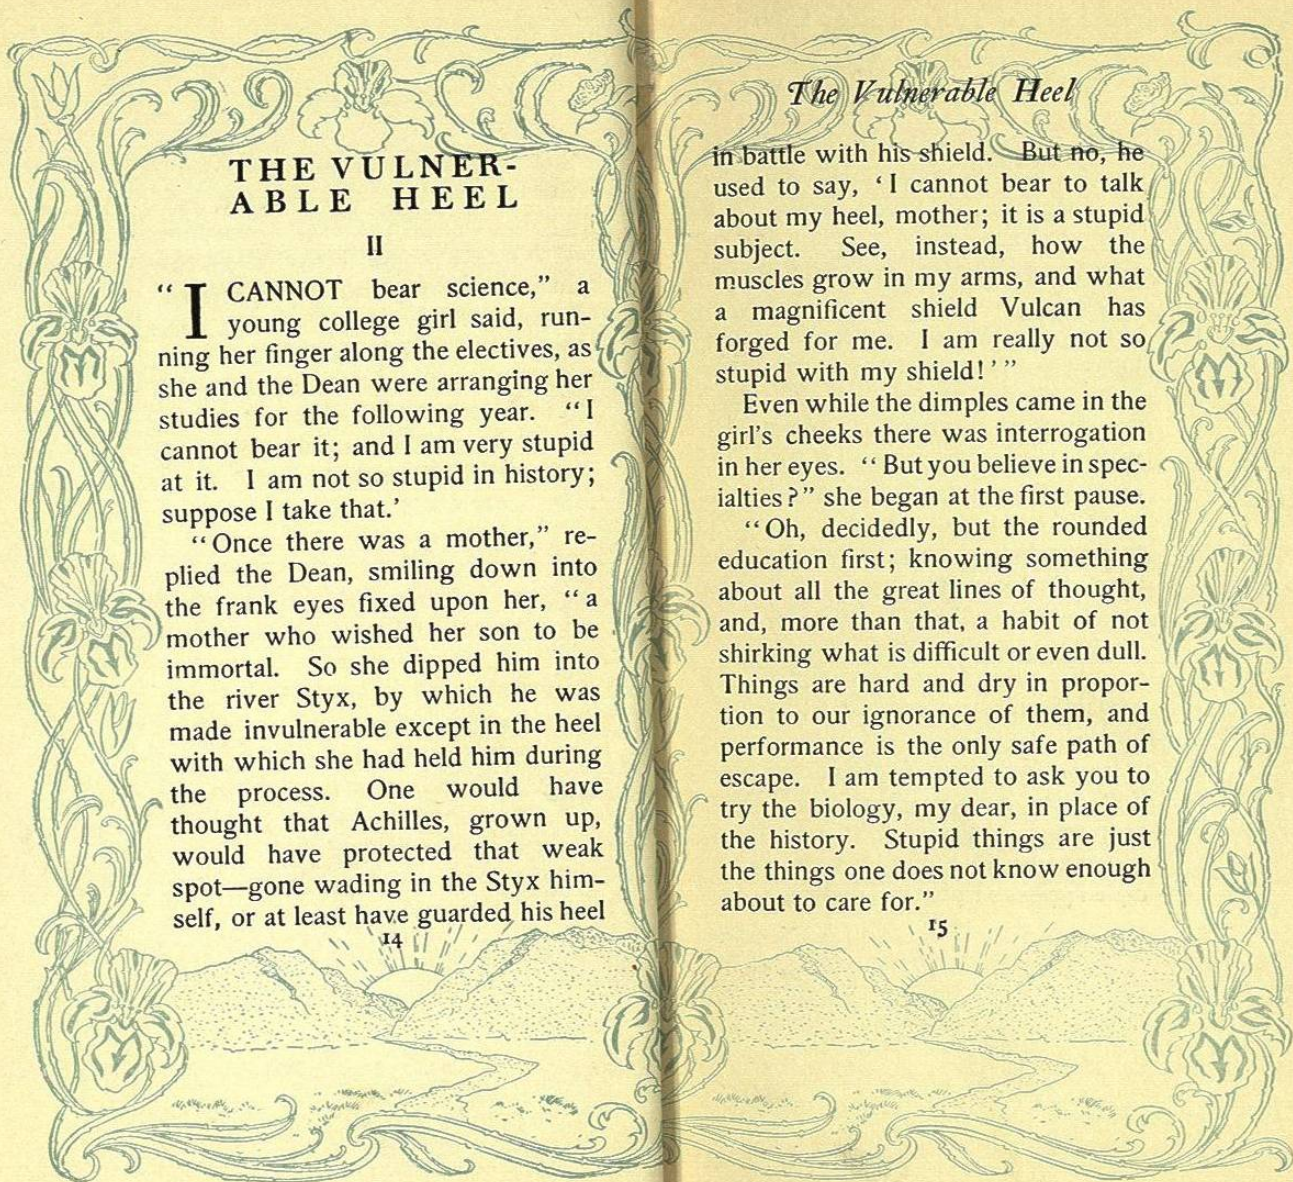 THE VULNER-
ABLE HEEL
II
"I CANNOT bear science," a
young college girl said, run-
ning her finger along the electives, as
she and the Dean were arranging her
studies for the following year. "I
cannot bear it; and I am very stupid
at it. I am not so stupid in history;
suppose I take that.'
"Once there was a mother," re-
plied the Dean, smiling down into
the frank eyes fixed upon her, "a
mother who wished her son to be
immortal. So she dipped him into
the river Styx, by which he was
made invulnerable except in the heel
with which she had held him during
the process. One would have
thought that Achilles, grown up,
would have protected that weak
spot—gone wading in the Styx him-
self, or at least have guarded his heel
14
The Vulnerable Heel
in battle with his shield. But no, he
used to say, 'I cannot bear to talk
about my heel, mother; it is a stupid
subject. See, instead, how the
muscles grow in my arms, and what
a magnificent shield Vulcan has
forged for me. I am really not so
stupid with my shield!'"
Even while the dimples came in the
girl's cheeks there was interrogation
in her eyes. "But you believe in spec-
ialties?" she began at the first pause.
"Oh, decidedly, but the rounded
education first; knowing something
about all the great lines of thought,
and, more than that, a habit of not
shirking what is difficult or even dull.
Things are hard and dry in propor-
tion to our ignorance of them, and
performance is the only safe path of
escape. I am tempted to ask you to
try the biology, my dear, in place of
the history. Stupid things are just
the things one does not know enough
about to care for."
15